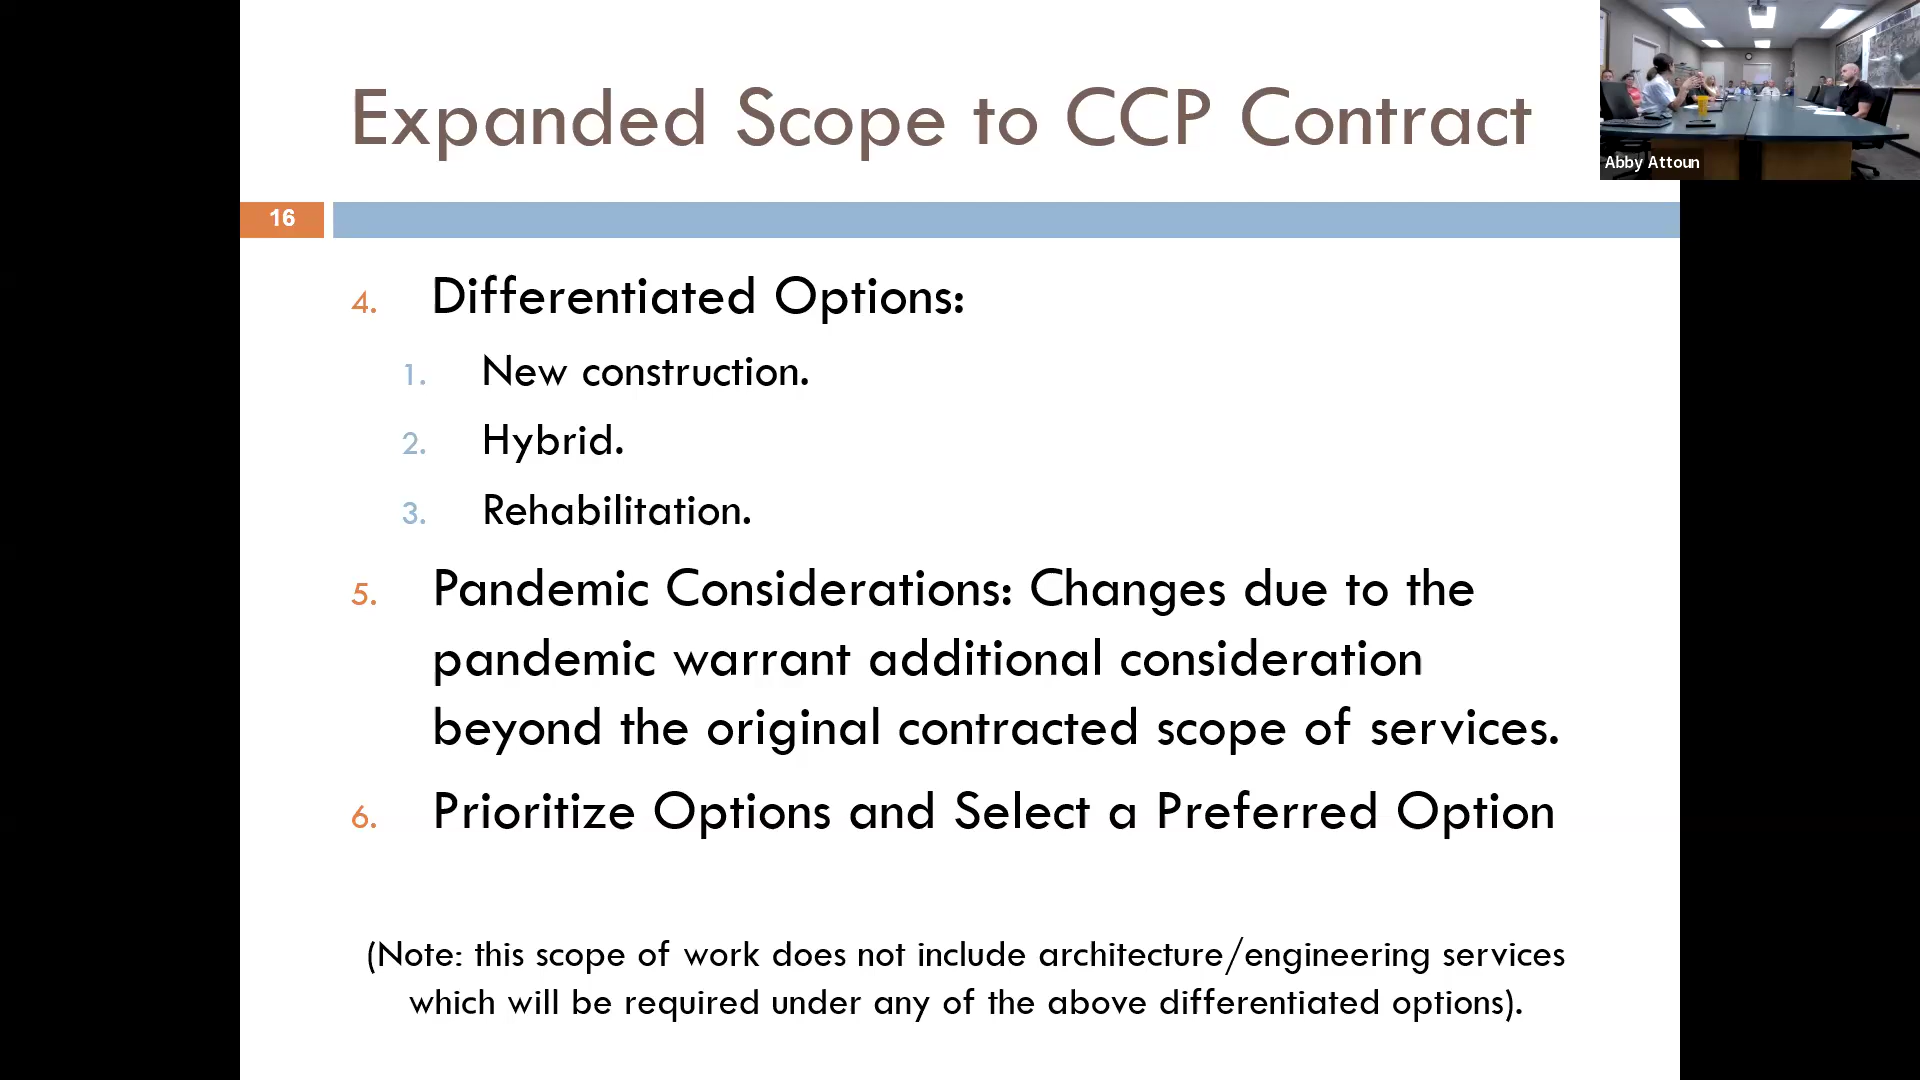 Expanded Scope to CCP Contract
Abby Attoun
16
4. Differentiated Options:
1. New construction.
2. Hybrid.
3. Rehabilitation.
5. Pandemic Considerations: Changes due to the
pandemic warrant additional consideration
beyond the original contracted scope of services.
6. Prioritize Options and Select a Preferred Option
(Note: this scope of work does not include architecture/engineering services
which will be required under any of the above differentiated options).